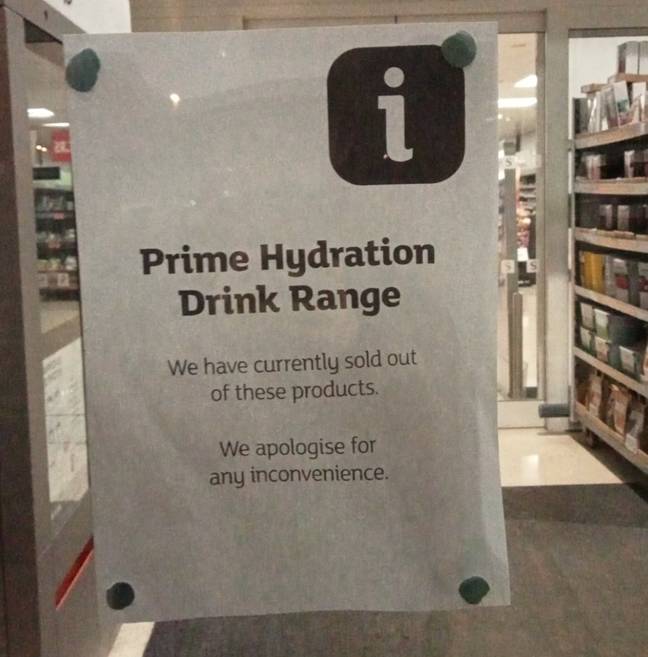 i
Prime Hydration
Drink Range
We have currently sold out
of these products.
We apologise for
any inconvenience.